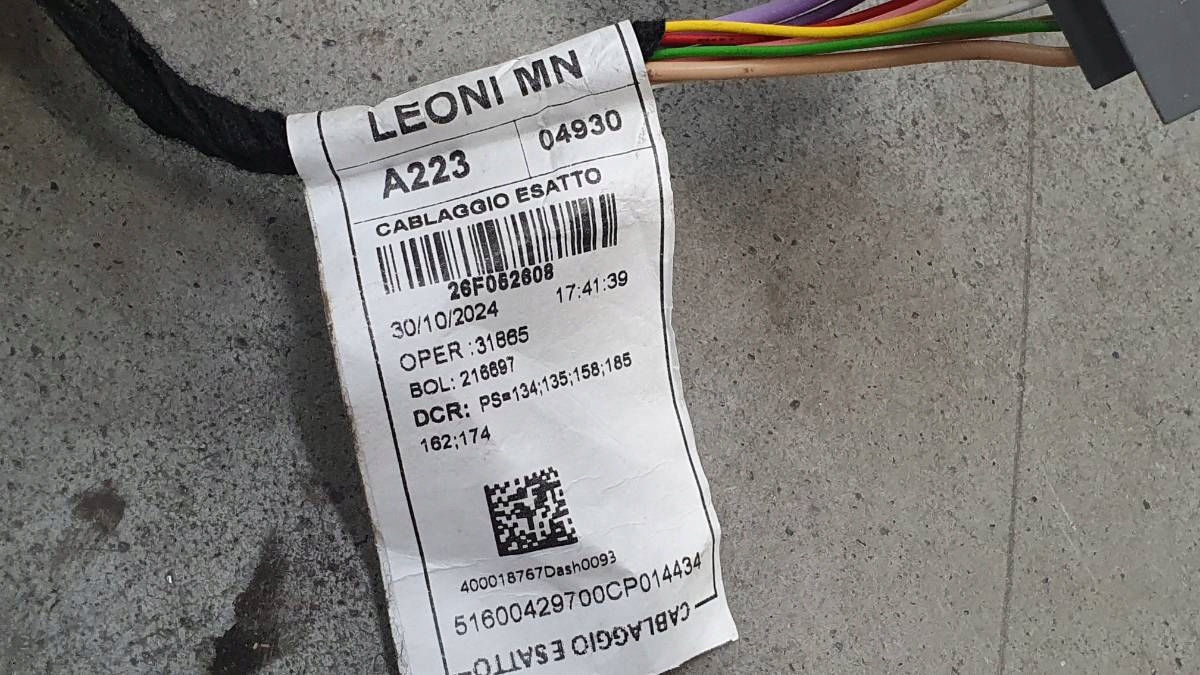 LEONI MN
A223 04930
CABLAGGIO ESATTO
26F052608
30/10/2024 17:41:39
OPER :31865
BOL: 216697
DCR: PS=134;135;158;185
162;174
400018767Dash0093
51600429700CP014434
CABLAGGIO ESATTO